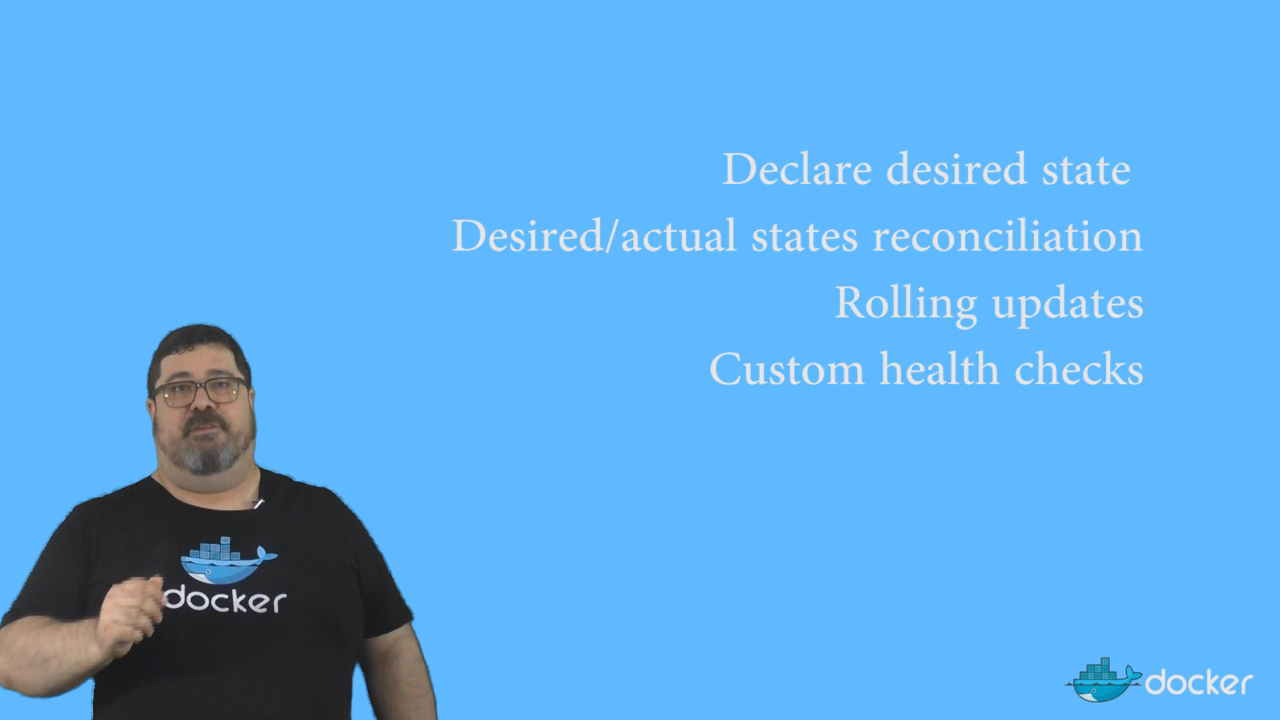 Declare desired state
Desired/actual states reconciliation
Rolling updates
Custom health checks
docker
docker